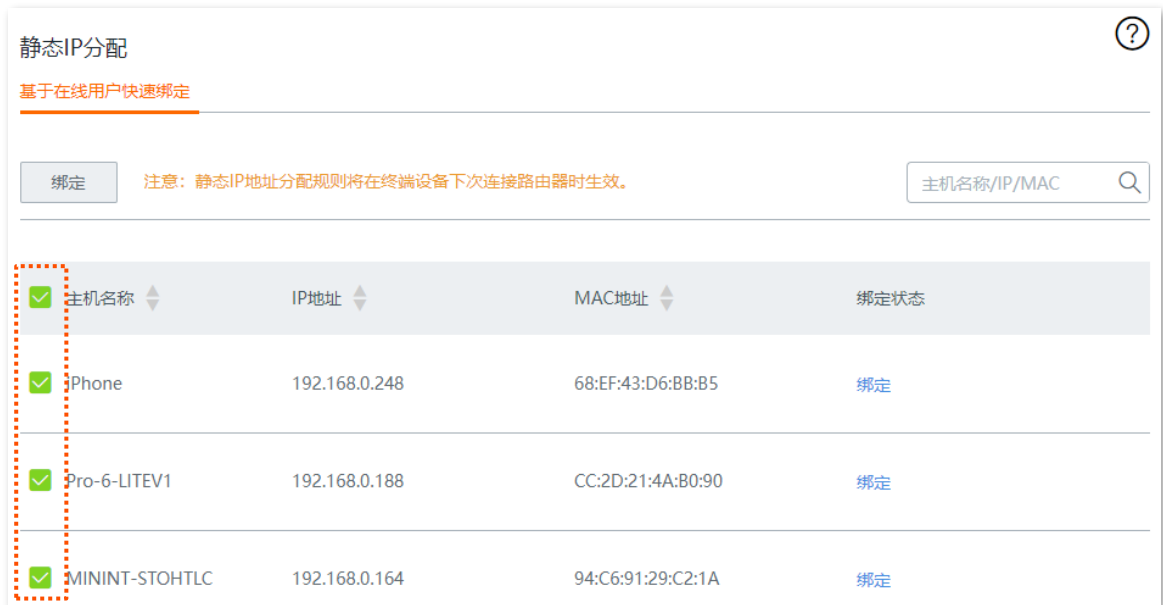 静态IP分配
?
基于在线用户快速绑定
绑定 注意：静态IP地址分配规则将在终端设备下次连接路由器时生效。 主机名称/IP/MAC
主机名称 IP地址 MAC地址 绑定状态
iPhone 192.168.0.248 68:EF:43:D6:BB:B5 绑定
Pro-6-LITEV1 192.168.0.188 CC:2D:21:4A:B0:90 绑定
MININT-STOHTLC 192.168.0.164 94:C6:91:29:C2:1A 绑定